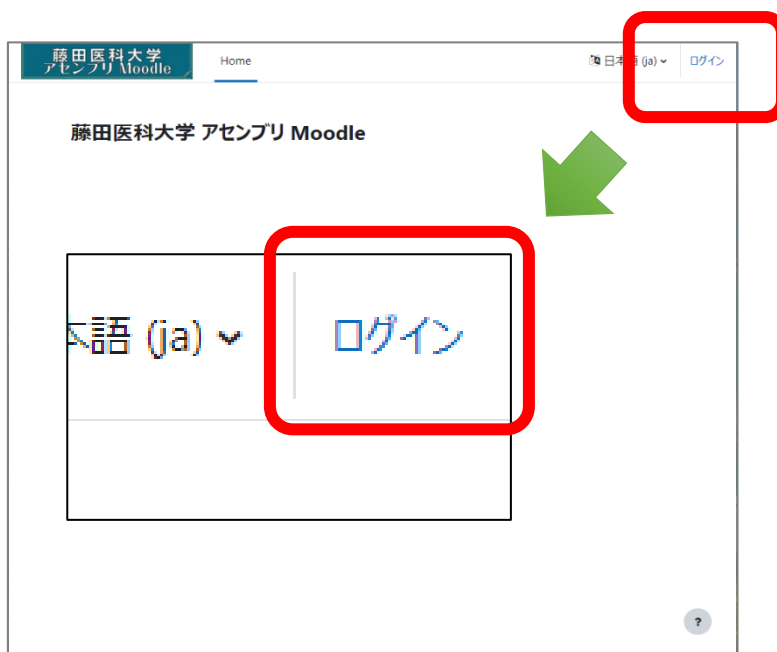 藤田医科大学
アセンブリ Moodle
Home
日本語 (ja)
ログイン
藤田医科大学 アセンブリ Moodle
本語 (ja)
ログイン
?